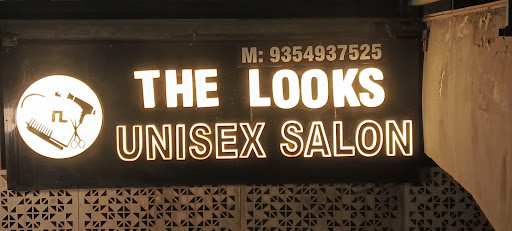 M: 9354937525
THE LOOKS
UNISEX SALON